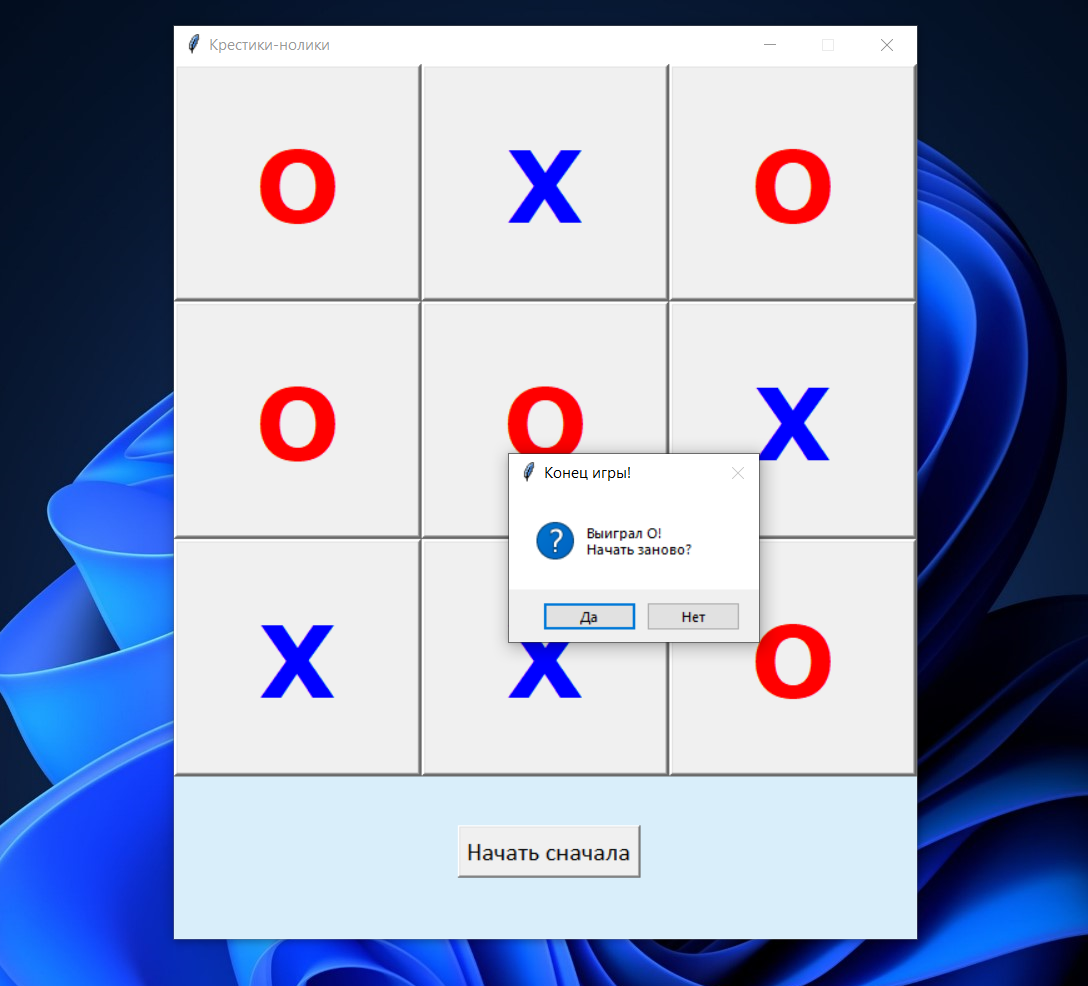 Крестики-нолики
O X O
O O X
Конец игры!
Выиграл O!
Начать заново?
Да Нет
X X O
Начать сначала